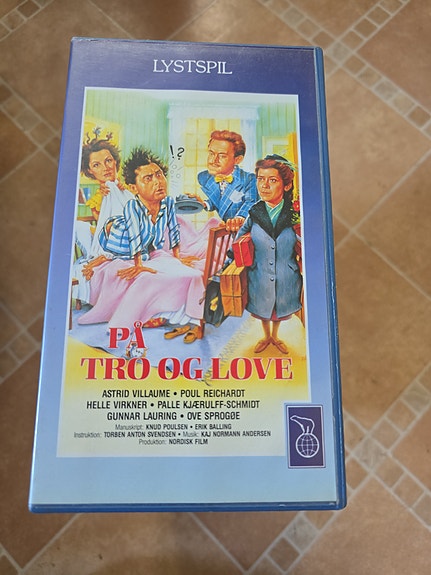 LYSTSPIL
!?
PÅ
TRO OG LOVE
ASTRID VILLAUME • POUL REICHARDT
HELLE VIRKNER • PALLE KJÆRULFF-SCHMIDT
GUNNAR LAURING • OVE SPROGØE
Manuskript: KNUD POULSEN • ERIK BALLING
Instruktion: TORBEN ANTON SVENDSEN • Musik: KAJ NORMANN ANDERSEN
Produktion: NORDISK FILM